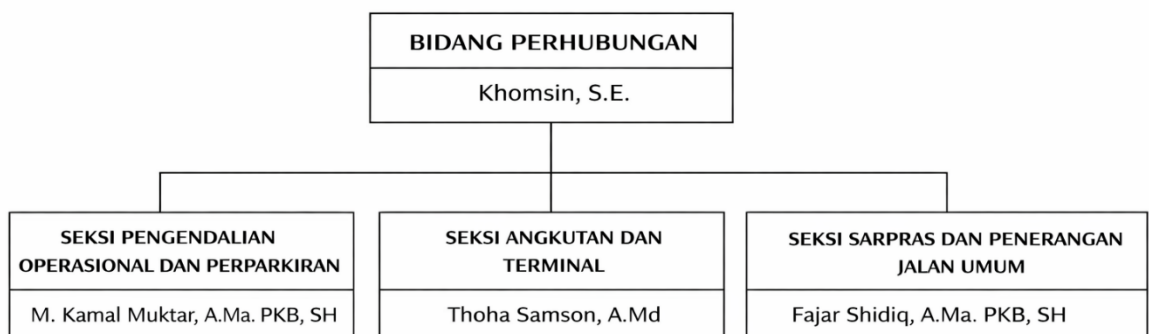 BIDANG PERHUBUNGAN
Khomsin, S.E.
SEKSI PENGENDALIAN
OPERASIONAL DAN PERPARKIRAN
M. Kamal Muktar, A.Ma. PKB, SH
SEKSI ANGKUTAN DAN
TERMINAL
Thoha Samson, A.Md
SEKSI SARPRAS DAN PENERANGAN
JALAN UMUM
Fajar Shidiq, A.Ma. PKB, SH